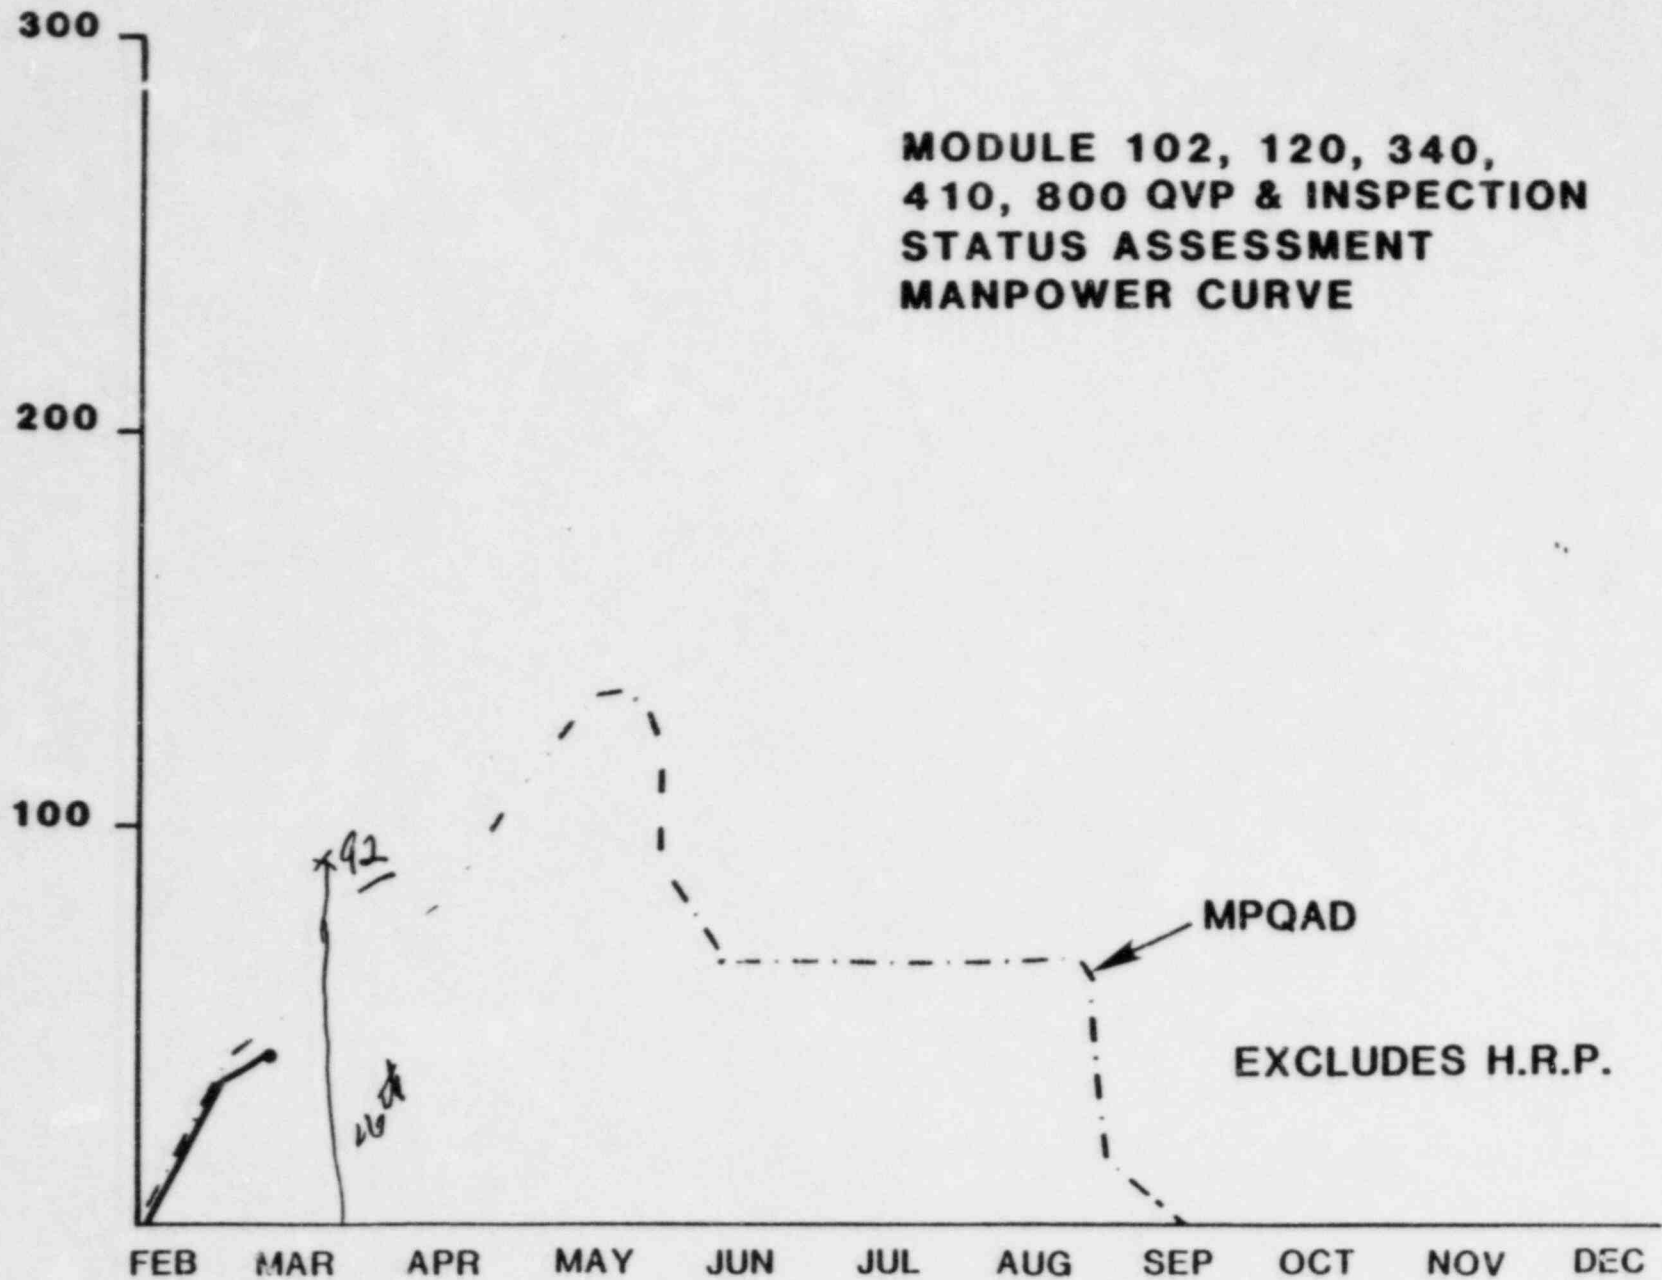 300
MODULE 102, 120, 340,
410, 800 QVP & INSPECTION
STATUS ASSESSMENT
MANPOWER CURVE
200
100
92
MPQAD
EXCLUDES H.R.P.
FEB MAR APR MAY JUN JUL AUG SEP OCT NOV DEC